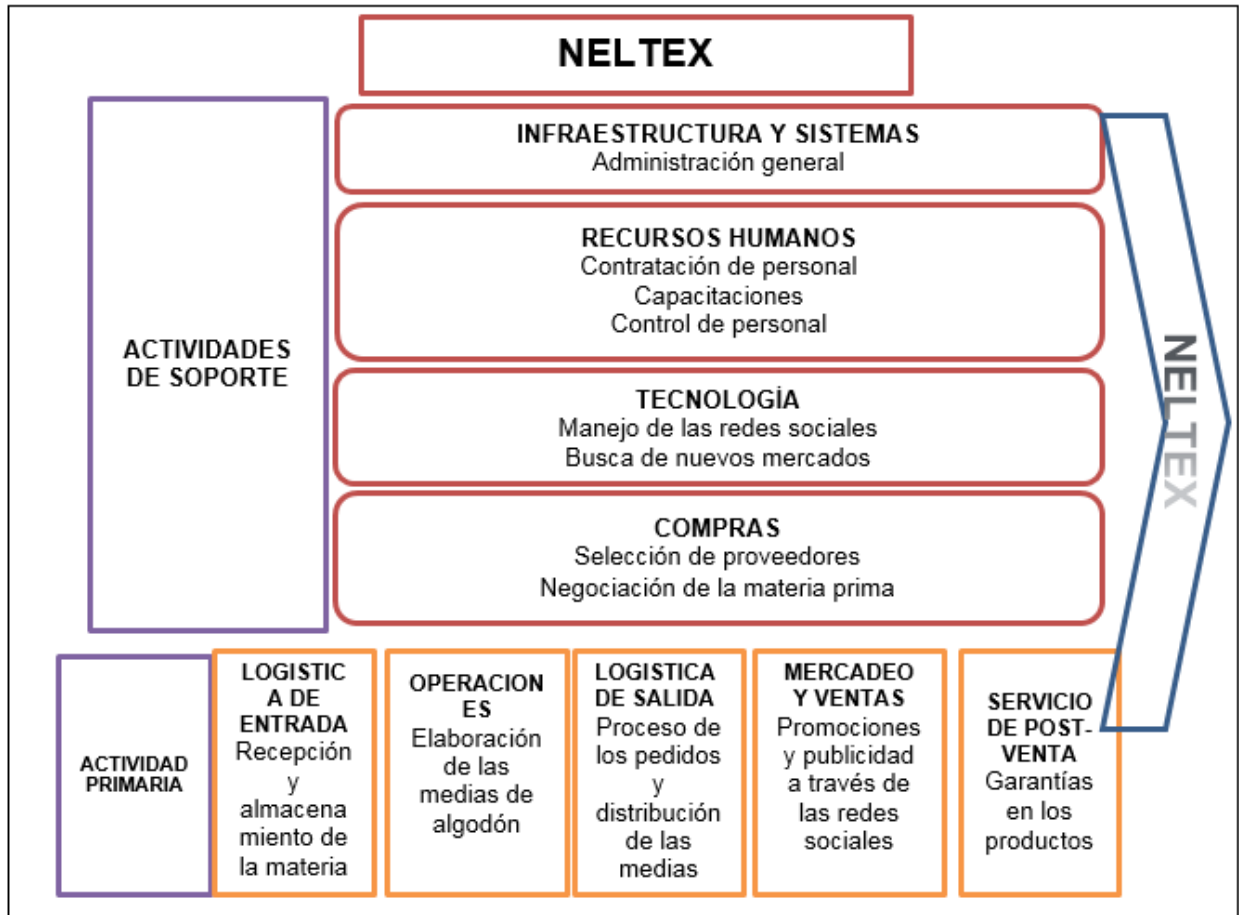 NELTEX
INFRAESTRUCTURA Y SISTEMAS
Administración general
RECURSOS HUMANOS
Contratación de personal
Capacitaciones
Control de personal
ACTIVIDADES
DE SOPORTE
TECNOLOGÍA
Manejo de las redes sociales
Busca de nuevos mercados
COMPRAS
Selección de proveedores
Negociación de la materia prima
NELTEX
ACTIVIDAD
PRIMARIA
LOGISTIC
A DE
ENTRADA
Recepción
y
almacena
miento de
la materia
OPERACION
ES
Elaboración
de las
medias de
algodón
LOGISTICA
DE SALIDA
Proceso de
los pedidos
y
distribución
de las
medias
MERCADEO
Y VENTAS
Promociones
y publicidad
a través de
las redes
sociales
SERVICIO
DE POST-
VENTA
Garantías
en los
productos